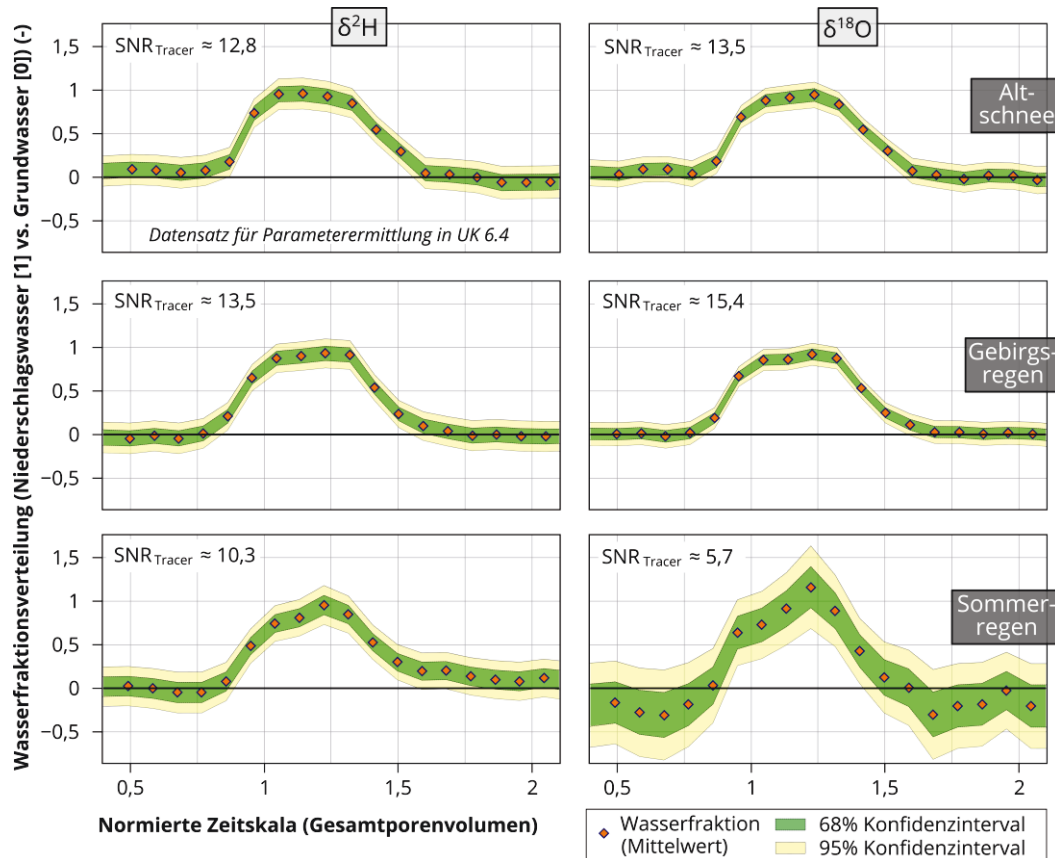 δ²H
δ¹⁸O
Wasserfraktionsverteilung (Niederschlagswasser [1] vs. Grundwasser [0]) (-)
1,5
1
0,5
0
−0,5
SNR Tracer ≈ 12,8
Datensatz für Parameterermittlung in UK 6.4
SNR Tracer ≈ 13,5
Alt-
schnee
1,5
1
0,5
0
−0,5
SNR Tracer ≈ 13,5
SNR Tracer ≈ 15,4
Gebirgs-
regen
1,5
1
0,5
0
−0,5
SNR Tracer ≈ 10,3
SNR Tracer ≈ 5,7
Sommer-
regen
0,5 1 1,5 2
0,5 1 1,5 2
Normierte Zeitskala (Gesamtporenvolumen)
Wasserfraktion
(Mittelwert)
68% Konfidenzinterval
95% Konfidenzinterval